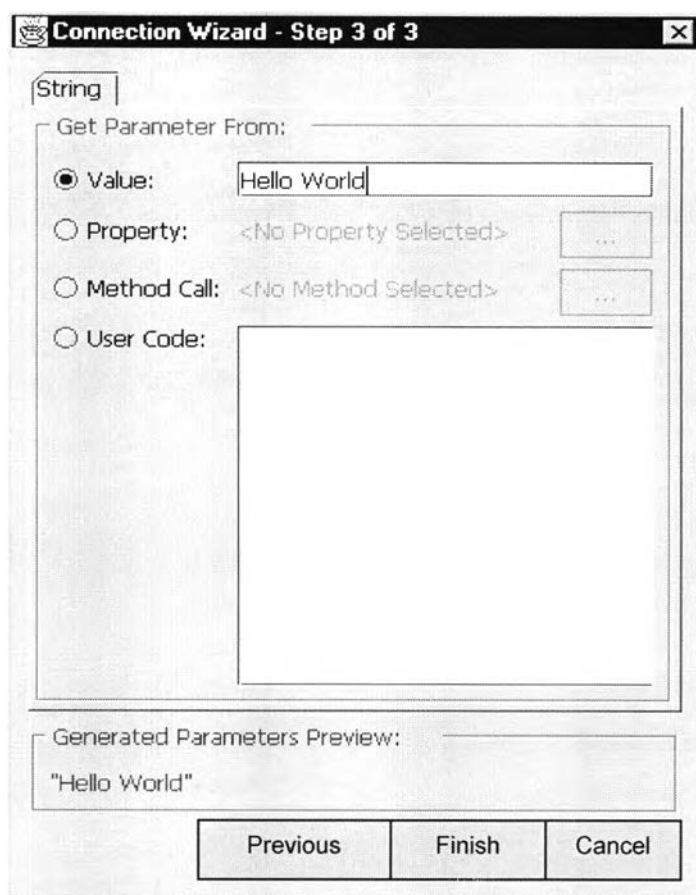 Connection Wizard - Step 3 of 3
String
Get Parameter From:
Value: Hello World
Property: <No Property Selected> ...
Method Call: <No Method Selected> ...
User Code:
Generated Parameters Preview:
"Hello World"
Previous Finish Cancel